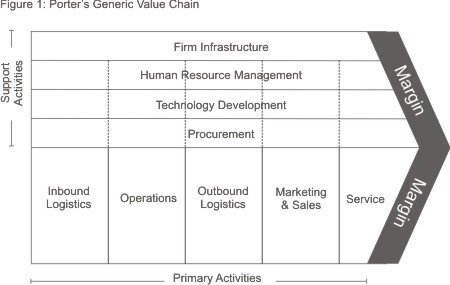 Figure 1: Porter's Generic Value Chain
Support
Activities
Firm Infrastructure
Human Resource Management
Technology Development
Procurement
Margin
Inbound
Logistics
Operations
Outbound
Logistics
Marketing
& Sales
Service
Margin
Primary Activities